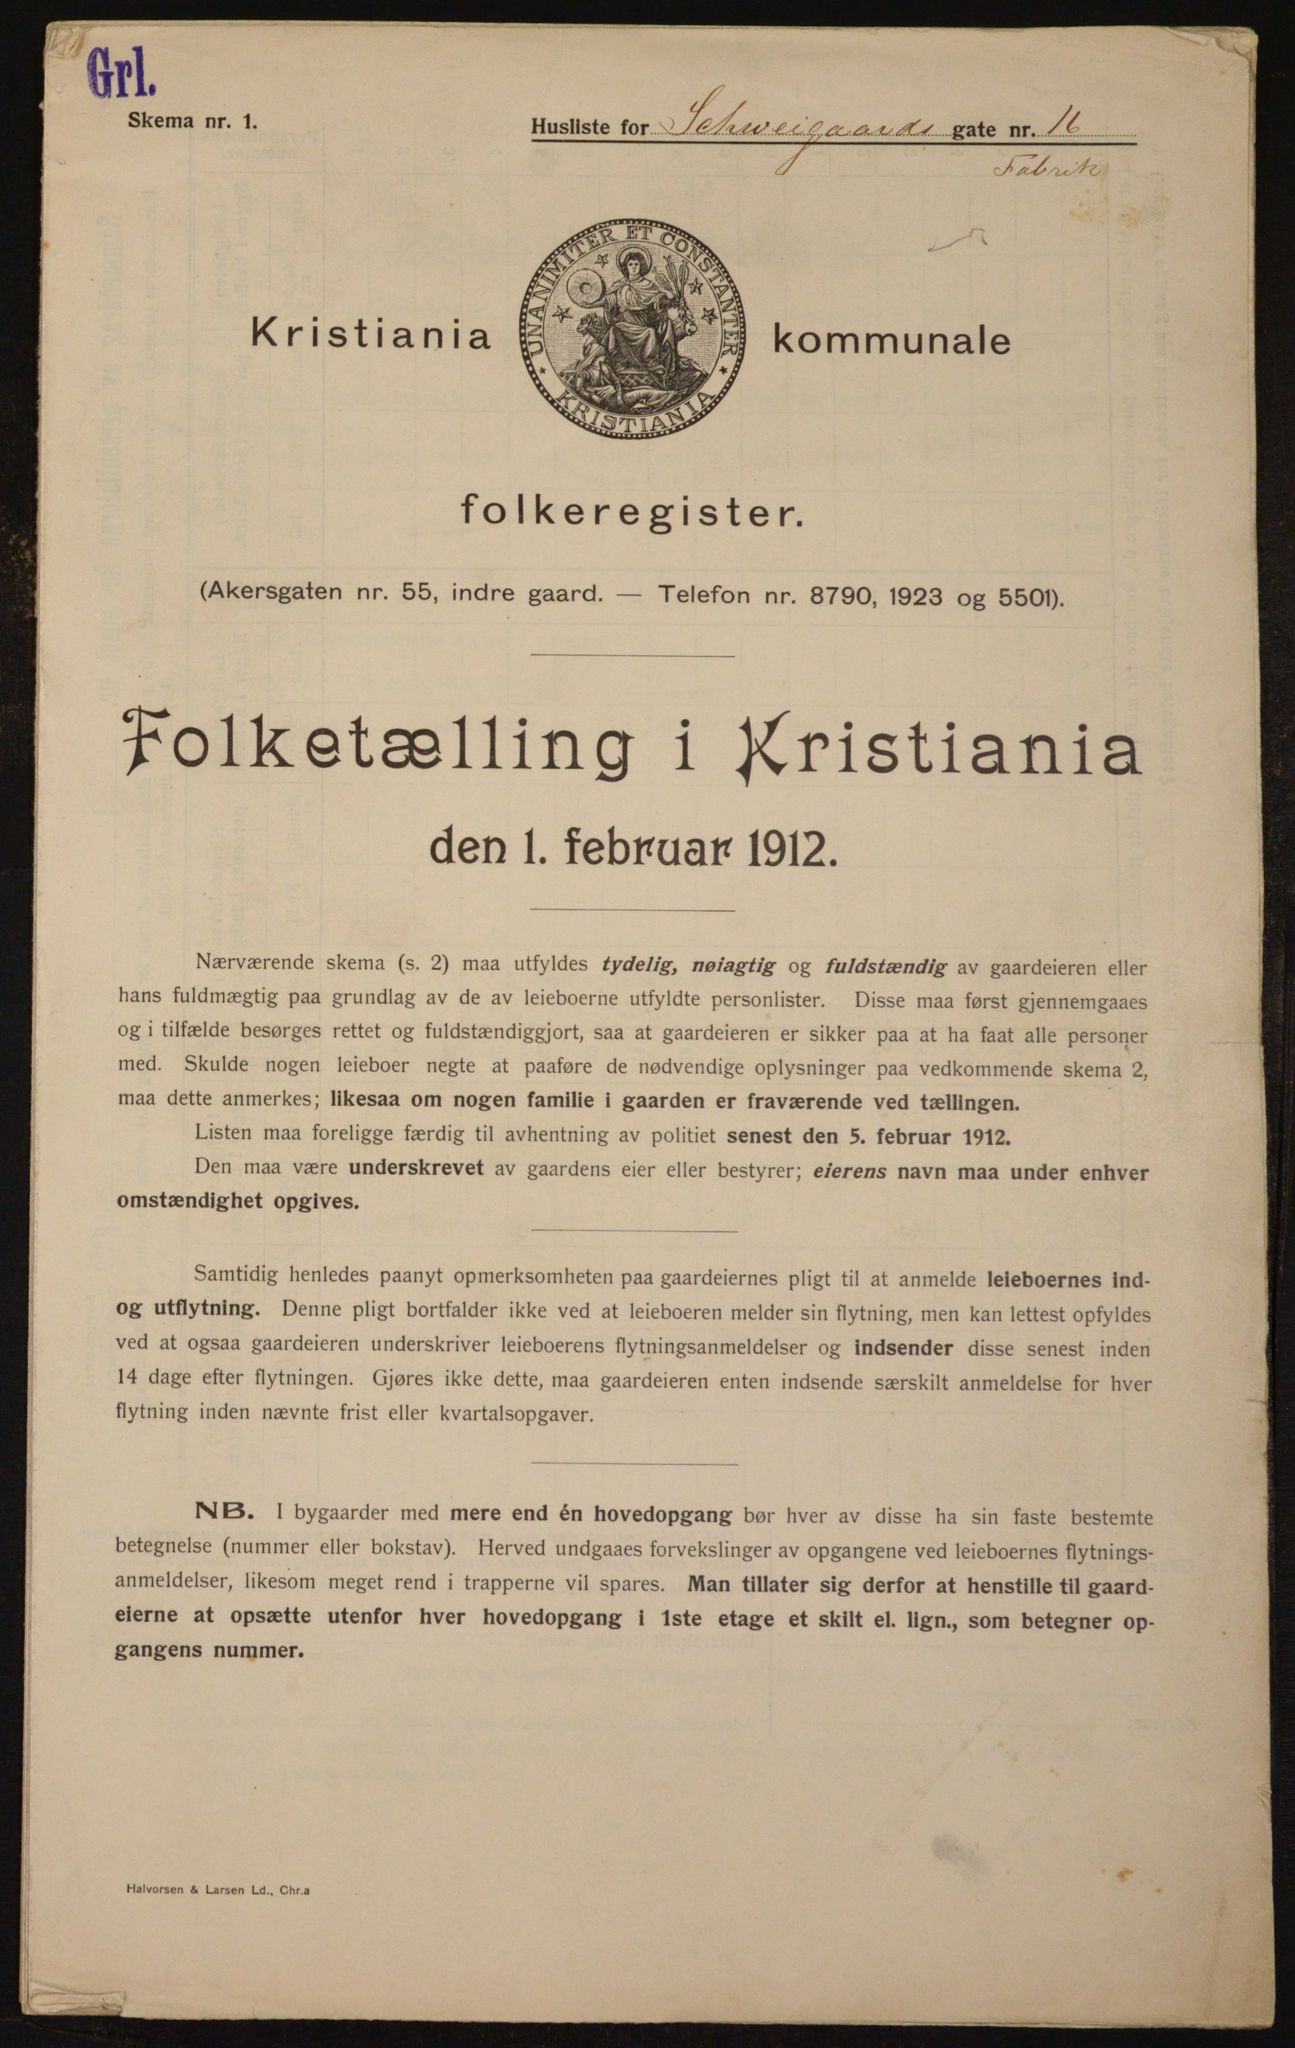 Grl.
Skema nr. 1.
Husliste for Schweigaards gate nr. 16
Fabrik
UNANIMITER ET CONSTANTER
KRISTIANIA
Kristiania kommunale
folkeregister.
(Akersgaten nr. 55, indre gaard. — Telefon nr. 8790, 1923 og 5501).
Folketælling i Kristiania
den 1. februar 1912.
Nærværende skema (s. 2) maa utfyldes tydelig, nøiagtig og fuldstændig av gaardeieren eller
hans fuldmægtig paa grundlag av de av leieboerne utfyldte personlister. Disse maa først gjennemgaaes
og i tilfælde besørges rettet og fuldstændiggjort, saa at gaardeieren er sikker paa at ha faat alle personer
med. Skulde nogen leieboer negte at paaføre de nødvendige oplysninger paa vedkommende skema 2,
maa dette anmerkes; likesaa om nogen familie i gaarden er fraværende ved tællingen.
Listen maa foreligge færdig til avhentning av politiet senest den 5. februar 1912.
Den maa være underskrevet av gaardens eier eller bestyrer; eierens navn maa under enhver
omstændighet opgives.
Samtidig henledes paanyt opmerksomheten paa gaardeiernes pligt til at anmelde leieboernes ind-
og utflytning. Denne pligt bortfalder ikke ved at leieboeren melder sin flytning, men kan lettest opfyldes
ved at ogsaa gaardeieren underskriver leieboerens flytningsanmeldelser og indsender disse senest inden
14 dage efter flytningen. Gjøres ikke dette, maa gaardeieren enten indsende særskilt anmeldelse for hver
flytning inden nævnte frist eller kvartalsopgaver.
NB. I bygaarder med mere end én hovedopgang bør hver av disse ha sin faste bestemte
betegnelse (nummer eller bokstav). Herved undgaaes forvekslinger av opgangene ved leieboernes flytnings-
anmeldelser, likesom meget rend i trapperne vil spares. Man tillater sig derfor at henstille til gaard-
eierne at opsætte utenfor hver hovedopgang i 1ste etage et skilt el. lign., som betegner op-
gangens nummer.
Halvorsen & Larsen Ld., Chr.a